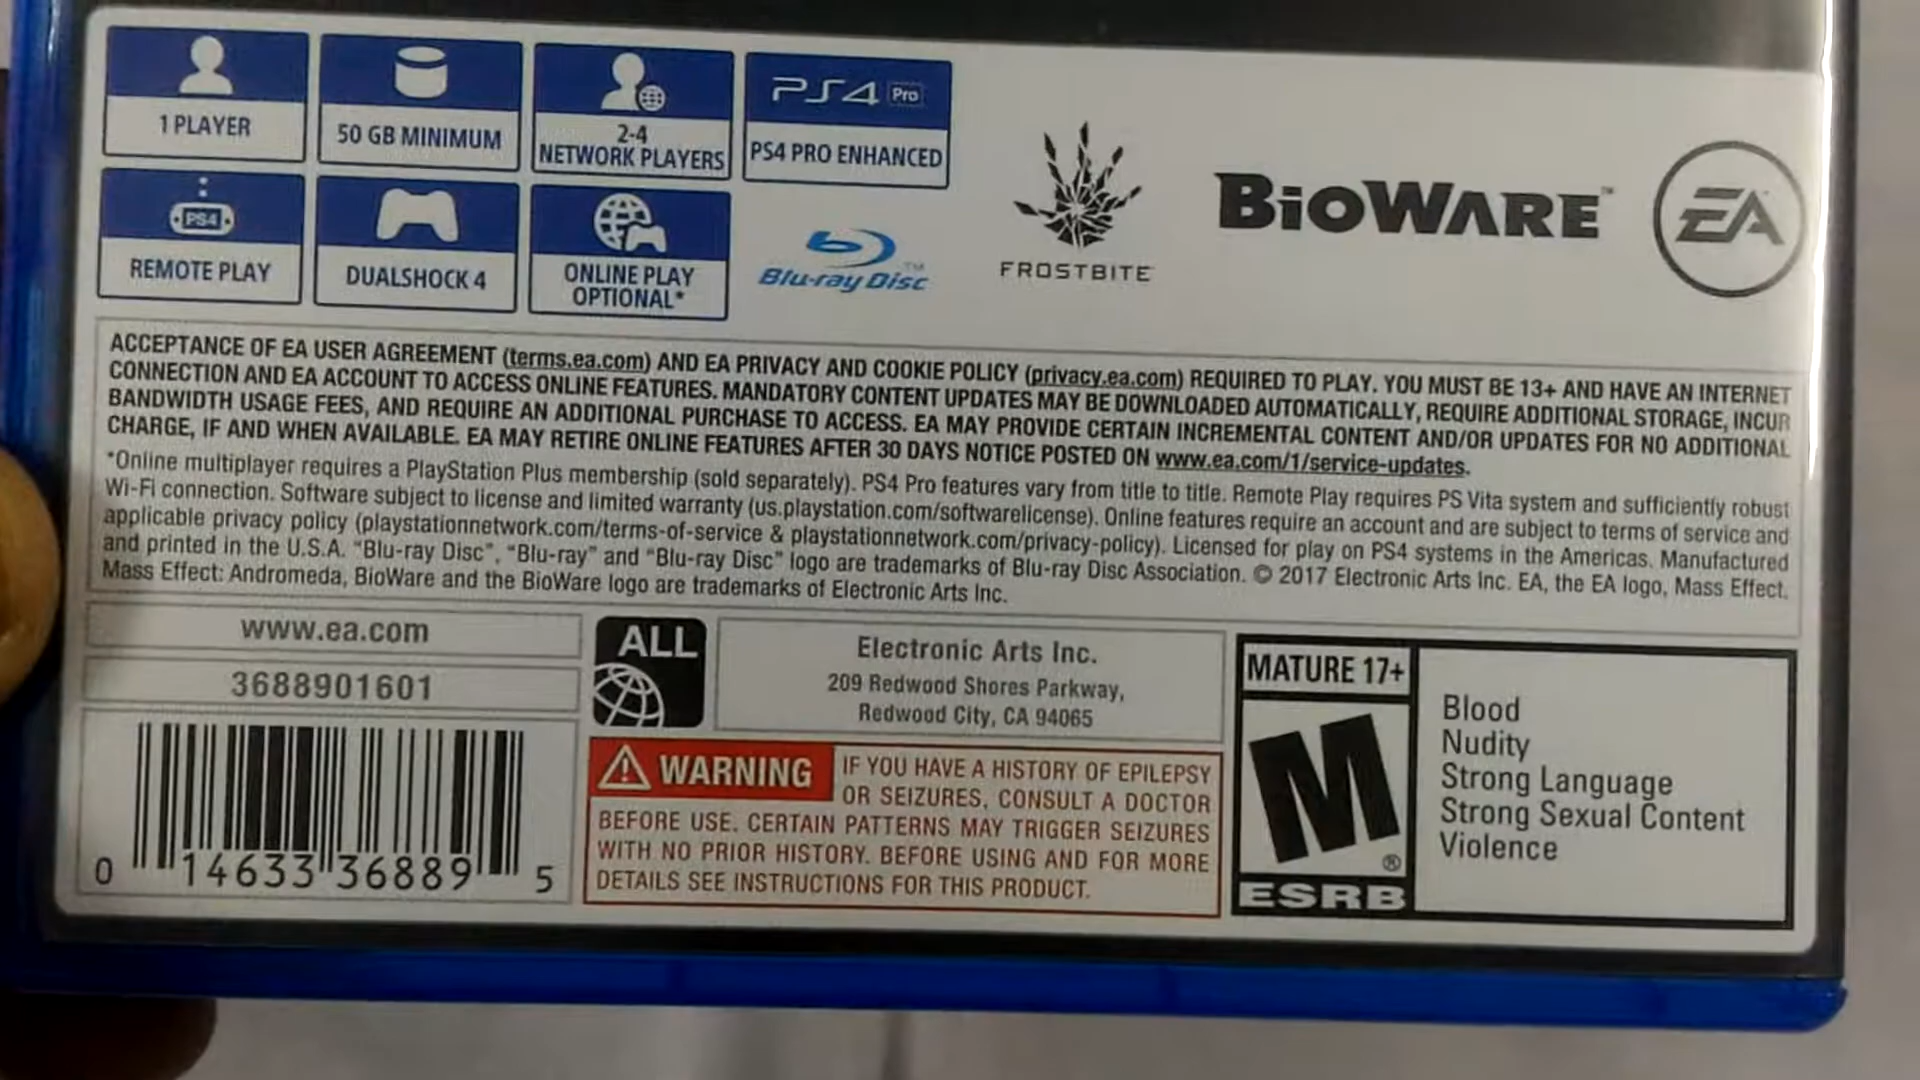 PS4 Pro
1 PLAYER
50 GB MINIMUM
2-4
NETWORK PLAYERS
PS4 PRO ENHANCED
PS4
REMOTE PLAY
DUALSHOCK 4
ONLINE PLAY
OPTIONAL*
Blu-ray Disc™
FROSTBITE
BIOWARE™
EA
ACCEPTANCE OF EA USER AGREEMENT (terms.ea.com) AND EA PRIVACY AND COOKIE POLICY (privacy.ea.com) REQUIRED TO PLAY. YOU MUST BE 13+ AND HAVE AN INTERNET
CONNECTION AND EA ACCOUNT TO ACCESS ONLINE FEATURES. MANDATORY CONTENT UPDATES MAY BE DOWNLOADED AUTOMATICALLY, REQUIRE ADDITIONAL STORAGE, INCUR
BANDWIDTH USAGE FEES, AND REQUIRE AN ADDITIONAL PURCHASE TO ACCESS. EA MAY PROVIDE CERTAIN INCREMENTAL CONTENT AND/OR UPDATES FOR NO ADDITIONAL
CHARGE, IF AND WHEN AVAILABLE. EA MAY RETIRE ONLINE FEATURES AFTER 30 DAYS NOTICE POSTED ON www.ea.com/1/service-updates.
*Online multiplayer requires a PlayStation Plus membership (sold separately). PS4 Pro features vary from title to title. Remote Play requires PS Vita system and sufficiently robust
Wi-Fi connection. Software subject to license and limited warranty (us.playstation.com/softwarelicense). Online features require an account and are subject to terms of service and
applicable privacy policy (playstationnetwork.com/terms-of-service & playstationnetwork.com/privacy-policy). Licensed for play on PS4 systems in the Americas. Manufactured
and printed in the U.S.A. "Blu-ray Disc", "Blu-ray" and "Blu-ray Disc" logo are trademarks of Blu-ray Disc Association. © 2017 Electronic Arts Inc. EA, the EA logo, Mass Effect,
Mass Effect: Andromeda, BioWare and the BioWare logo are trademarks of Electronic Arts Inc.
www.ea.com
3688901601
0 14633 36889 5
ALL
Electronic Arts Inc.
209 Redwood Shores Parkway,
Redwood City, CA 94065
WARNING IF YOU HAVE A HISTORY OF EPILEPSY
OR SEIZURES, CONSULT A DOCTOR
BEFORE USE. CERTAIN PATTERNS MAY TRIGGER SEIZURES
WITH NO PRIOR HISTORY. BEFORE USING AND FOR MORE
DETAILS SEE INSTRUCTIONS FOR THIS PRODUCT.
MATURE 17+
M®
ESRB
Blood
Nudity
Strong Language
Strong Sexual Content
Violence